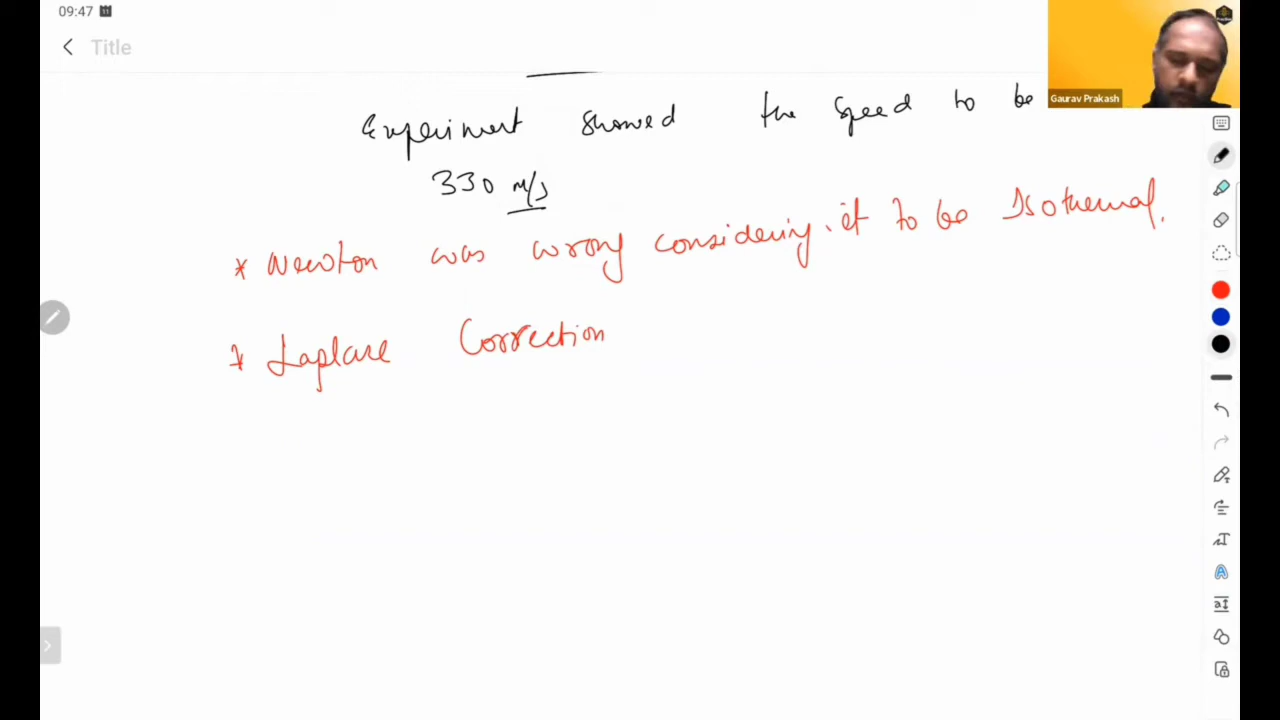 09:47
Title
Gaurav Prakash
Experiment showed the speed to be
330 m/s
* Newton was wrong considering it to be Isothermal.
* Laplace Correction